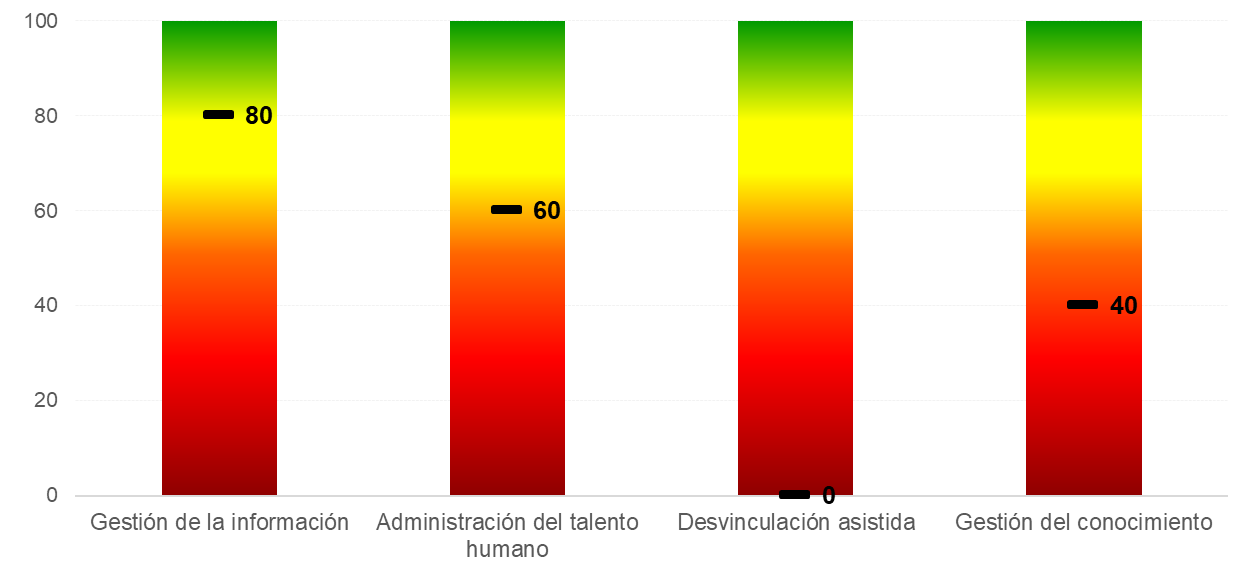 100
80
60
40
20
0
80
60
0
40
Gestión de la información
Administración del talento
humano
Desvinculación asistida
Gestión del conocimiento